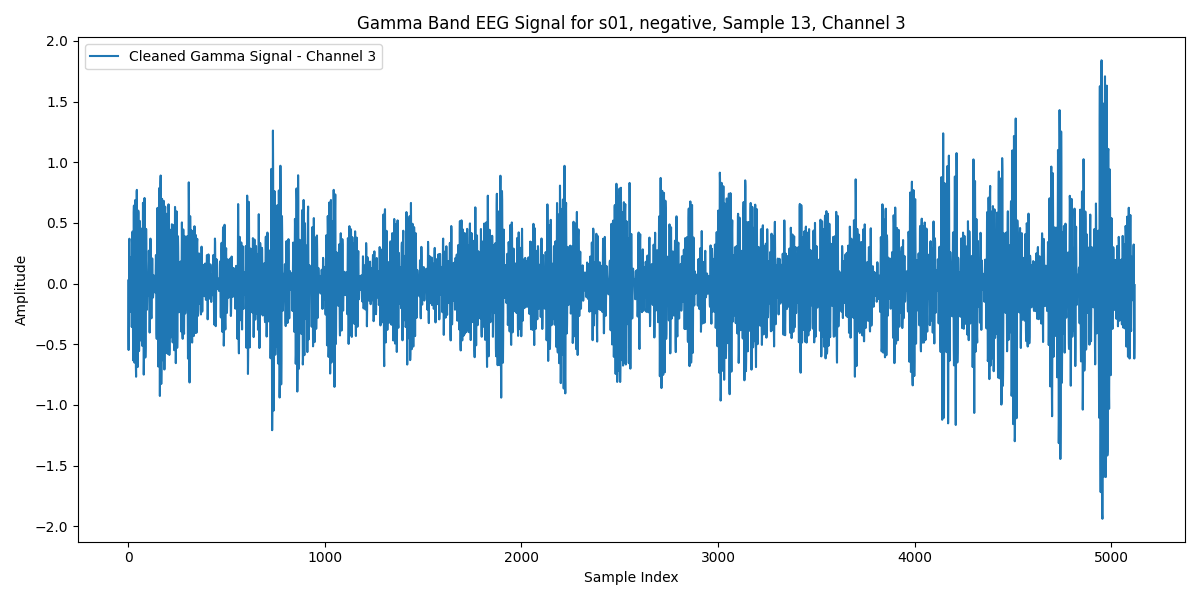 Gamma Band EEG Signal for s01, negative, Sample 13, Channel 3
Cleaned Gamma Signal - Channel 3
2.0
1.5
1.0
0.5
0.0
−0.5
−1.0
−1.5
−2.0
Amplitude
0 1000 2000 3000 4000 5000
Sample Index